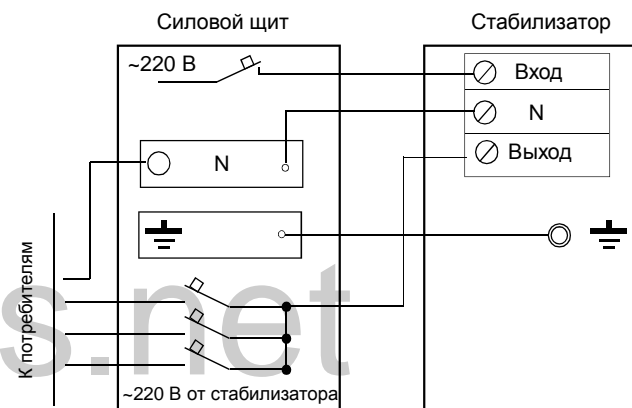 Силовой щит
Стабилизатор
~220 В
Вход
N
Выход
N
К потребителям
~220 В от стабилизатора
s.net